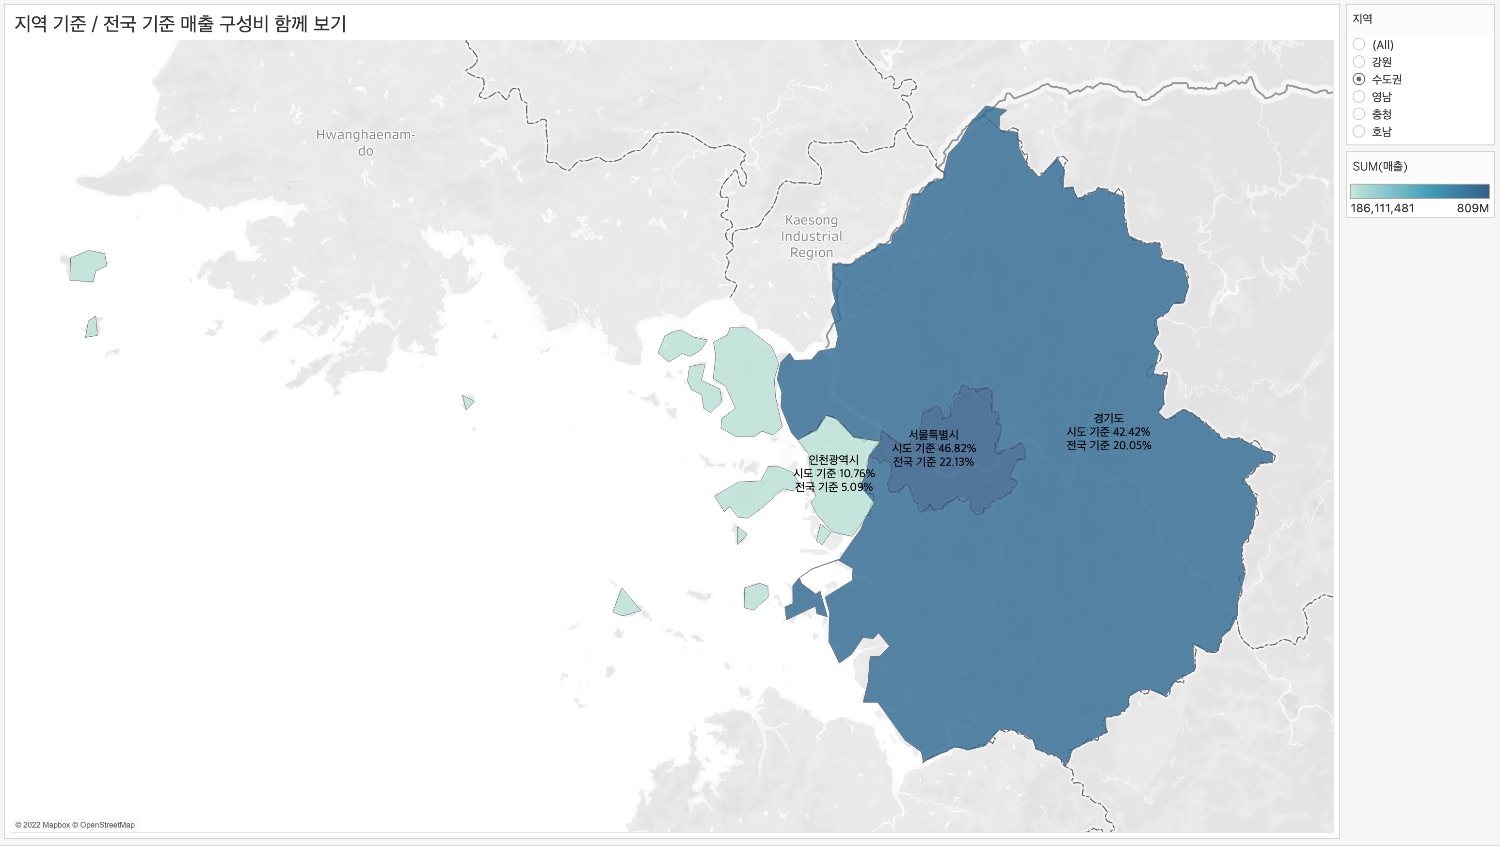 지역 기준 / 전국 기준 매출 구성비 함께 보기
Hwanghaenam-
do
Kaesong
Industrial
Region
경기도
시도 기준 42.42%
전국 기준 20.05%
서울특별시
시도 기준 46.82%
전국 기준 22.13%
인천광역시
시도 기준 10.76%
전국 기준 5.09%
© 2022 Mapbox © OpenStreetMap
지역
(All)
강원
수도권
영남
충청
호남
SUM(매출)
186,111,481 809M